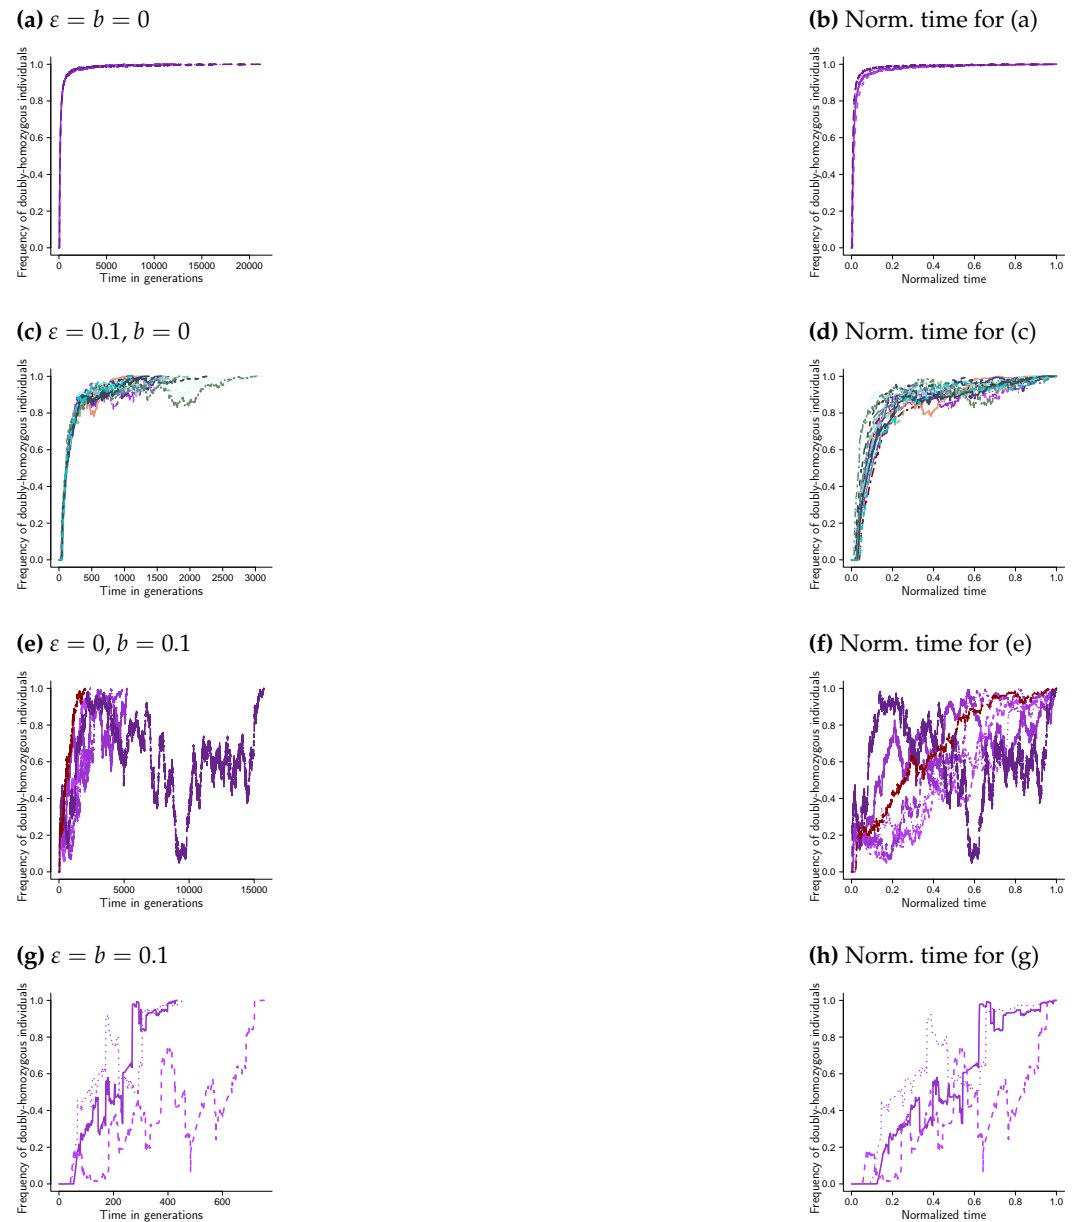 (a) ε = b = 0
(b) Norm. time for (a)
Frequency of doubly-homozygous individuals
1.0
0.8
0.6
0.4
0.2
0.0
0 5000 10000 15000 20000
Time in generations
Frequency of doubly-homozygous individuals
1.0
0.8
0.6
0.4
0.2
0.0
0.0 0.2 0.4 0.6 0.8 1.0
Normalized time
(c) ε = 0.1, b = 0
(d) Norm. time for (c)
Frequency of doubly-homozygous individuals
1.0
0.8
0.6
0.4
0.2
0.0
0 500 1000 1500 2000 2500 3000
Time in generations
Frequency of doubly-homozygous individuals
1.0
0.8
0.6
0.4
0.2
0.0
0.0 0.2 0.4 0.6 0.8 1.0
Normalized time
(e) ε = 0, b = 0.1
(f) Norm. time for (e)
Frequency of doubly-homozygous individuals
1.0
0.8
0.6
0.4
0.2
0.0
0 5000 10000 15000
Time in generations
Frequency of doubly-homozygous individuals
1.0
0.8
0.6
0.4
0.2
0.0
0.0 0.2 0.4 0.6 0.8 1.0
Normalized time
(g) ε = b = 0.1
(h) Norm. time for (g)
Frequency of doubly-homozygous individuals
1.0
0.8
0.6
0.4
0.2
0.0
0 200 400 600
Time in generations
Frequency of doubly-homozygous individuals
1.0
0.8
0.6
0.4
0.2
0.0
0.0 0.2 0.4 0.6 0.8 1.0
Normalized time